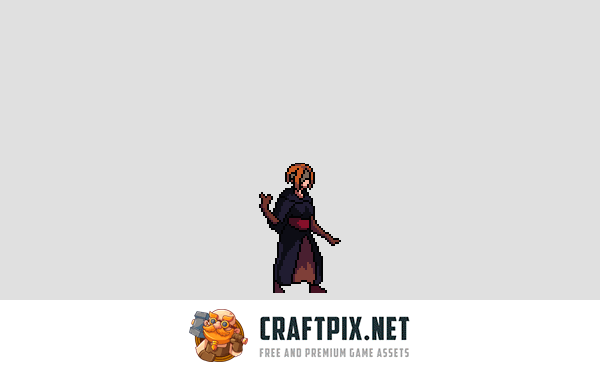 CRAFTPIX.NET
FREE AND PREMIUM GAME ASSETS